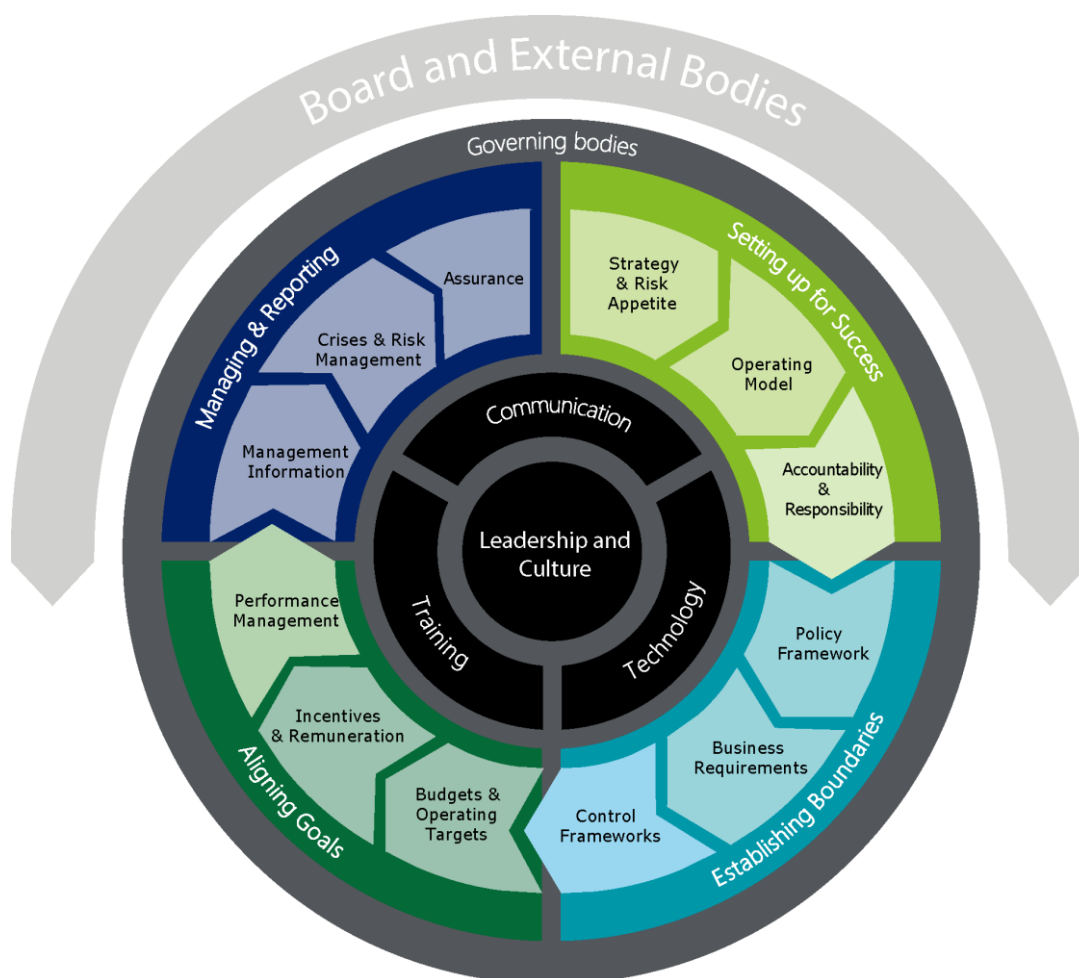 Board and External Bodies
Governing bodies
Setting up for Success
Strategy
& Risk
Appetite
Operating
Model
Accountability
&
Responsibility
Establishing Boundaries
Policy
Framework
Business
Requirements
Control
Frameworks
Aligning Goals
Budgets &
Operating
Targets
Incentives
& Remuneration
Performance
Management
Managing & Reporting
Management
Information
Crises & Risk
Management
Assurance
Communication
Technology
Training
Leadership and
Culture